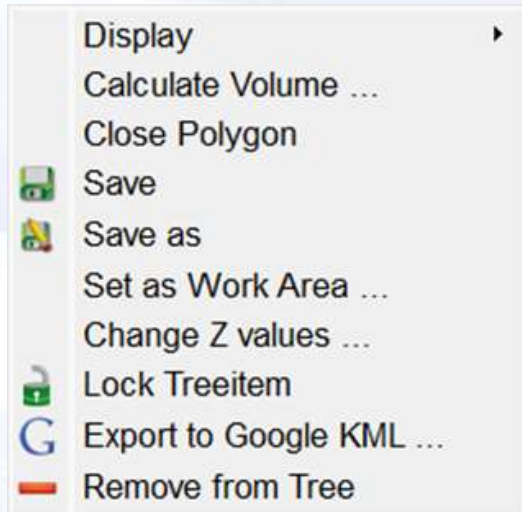 Display
Calculate Volume ...
Close Polygon
Save
Save as
Set as Work Area ...
Change Z values ...
Lock Treeitem
G Export to Google KML ...
Remove from Tree